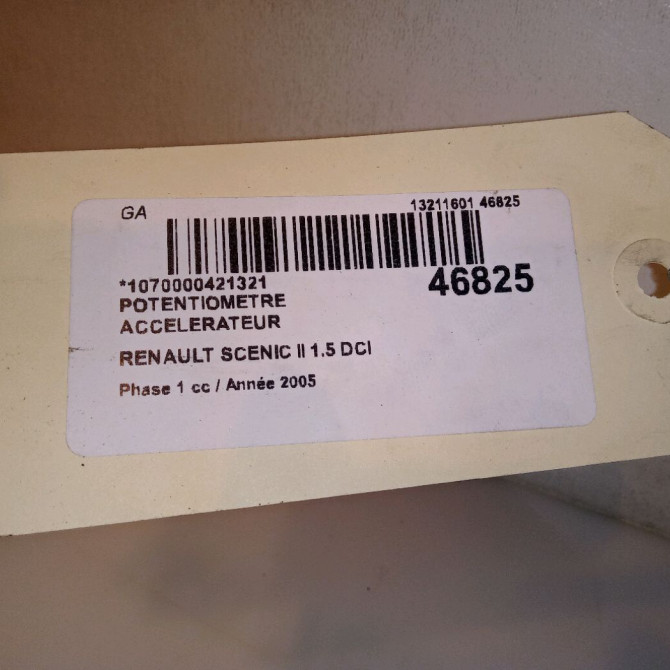 GA
13211601 46825
*1070000421321
46825
POTENTIOMETRE
ACCELERATEUR
RENAULT SCENIC II 1.5 DCI
Phase 1 cc / Année 2005